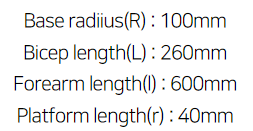 Base radiius(R) : 100mm
Bicep length(L) : 260mm
Forearm length(l) : 600mm
Platform length(r) : 40mm